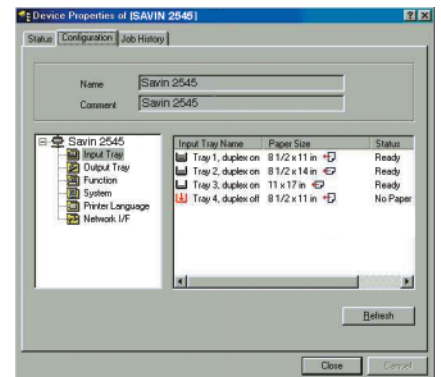 Device Properties of [SAVIN 2545]
Status Configuration Job History
Name Savin 2545
Comment Savin 2545
Savin 2545
Input Tray
Output Tray
Function
System
Printer Language
Network I/F
Input Tray Name Paper Size Status
Tray 1, duplex on 8 1/2 x 11 in Ready
Tray 2, duplex on 8 1/2 x 14 in Ready
Tray 3, duplex on 11 x 17 in Ready
Tray 4, duplex off 8 1/2 x 11 in No Paper
Refresh
Close Cancel